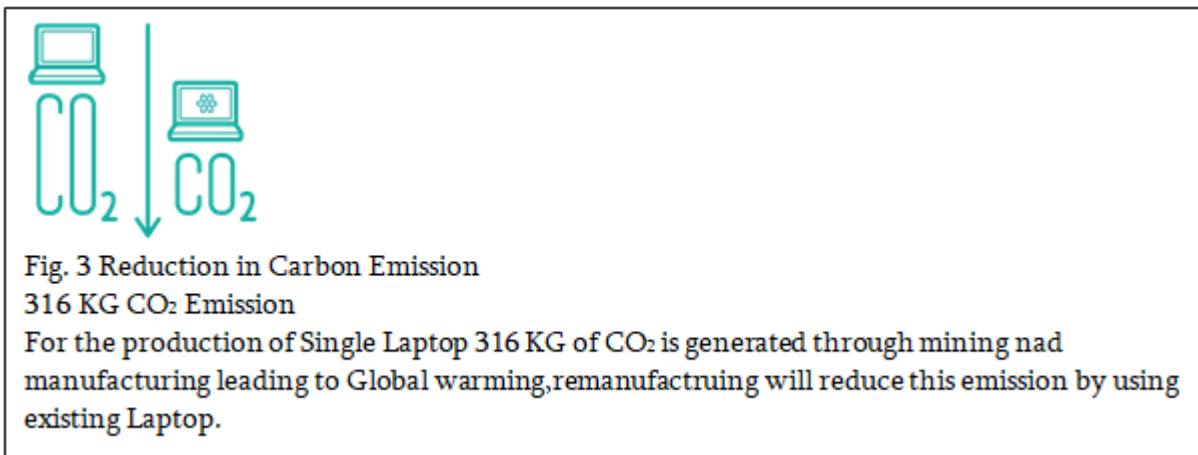 CO₂ CO₂
Fig. 3 Reduction in Carbon Emission
316 KG CO₂ Emission
For the production of Single Laptop 316 KG of CO₂ is generated through mining nad
manufacturing leading to Global warming,remanufactruing will reduce this emission by using
existing Laptop.